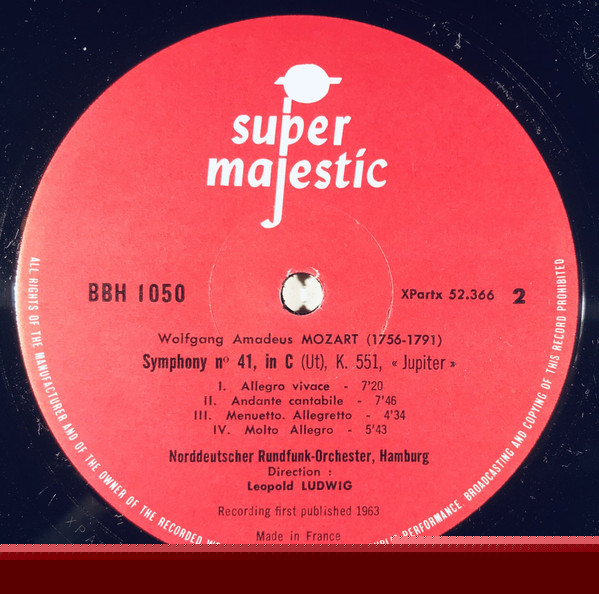 super
majestic
BBH 1050
XPartx 52.366 2
Wolfgang Amadeus MOZART (1756-1791)
Symphony nº 41, in C (Ut), K. 551, « Jupiter »
I. Allegro vivace - 7'20
II. Andante cantabile - 7'46
III. Menuetto. Allegretto - 4'34
IV. Molto Allegro - 5'43
Norddeutscher Rundfunk-Orchester, Hamburg
Direction :
Leopold LUDWIG
Recording first published 1963
Made in France
ALL RIGHTS OF THE MANUFACTURER AND OF THE OWNER OF THE RECORDED
PERFORMANCE. BROADCASTING AND COPYING OF THIS RECORD PROHIBITED